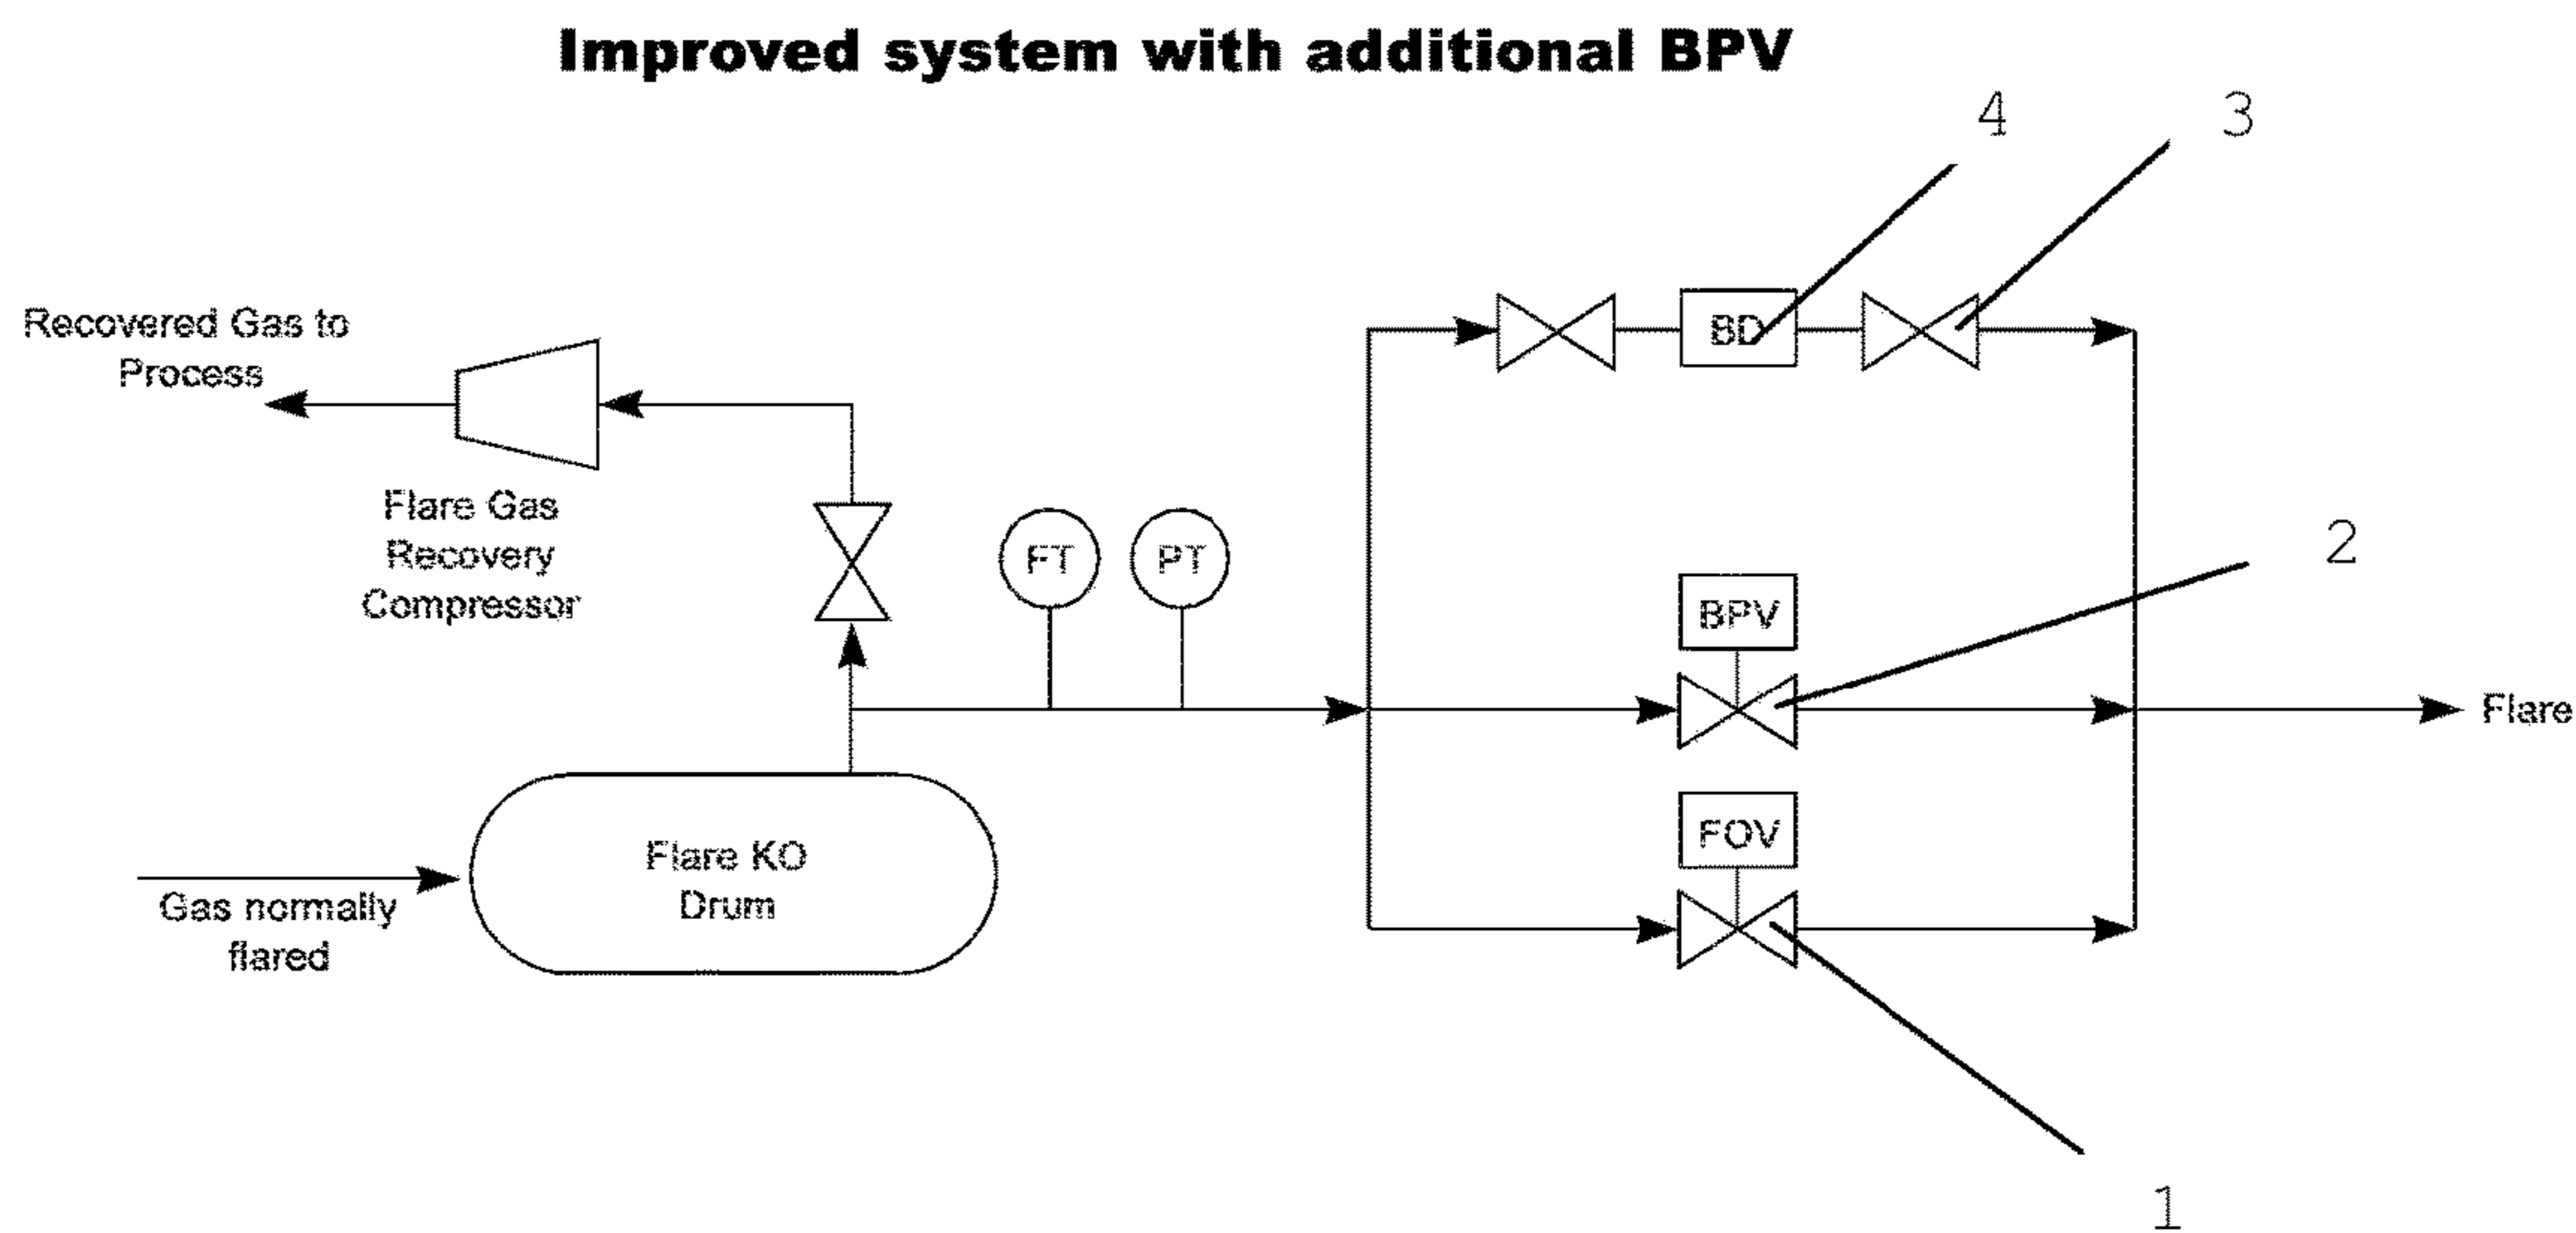 Improved system with additional BPV
4
3
Recovered Gas to
Process
BD
Flare Gas
Recovery
Compressor
FT
PT
2
BPV
Flare
FOV
Flare KO
Drum
Gas normally
flared
1